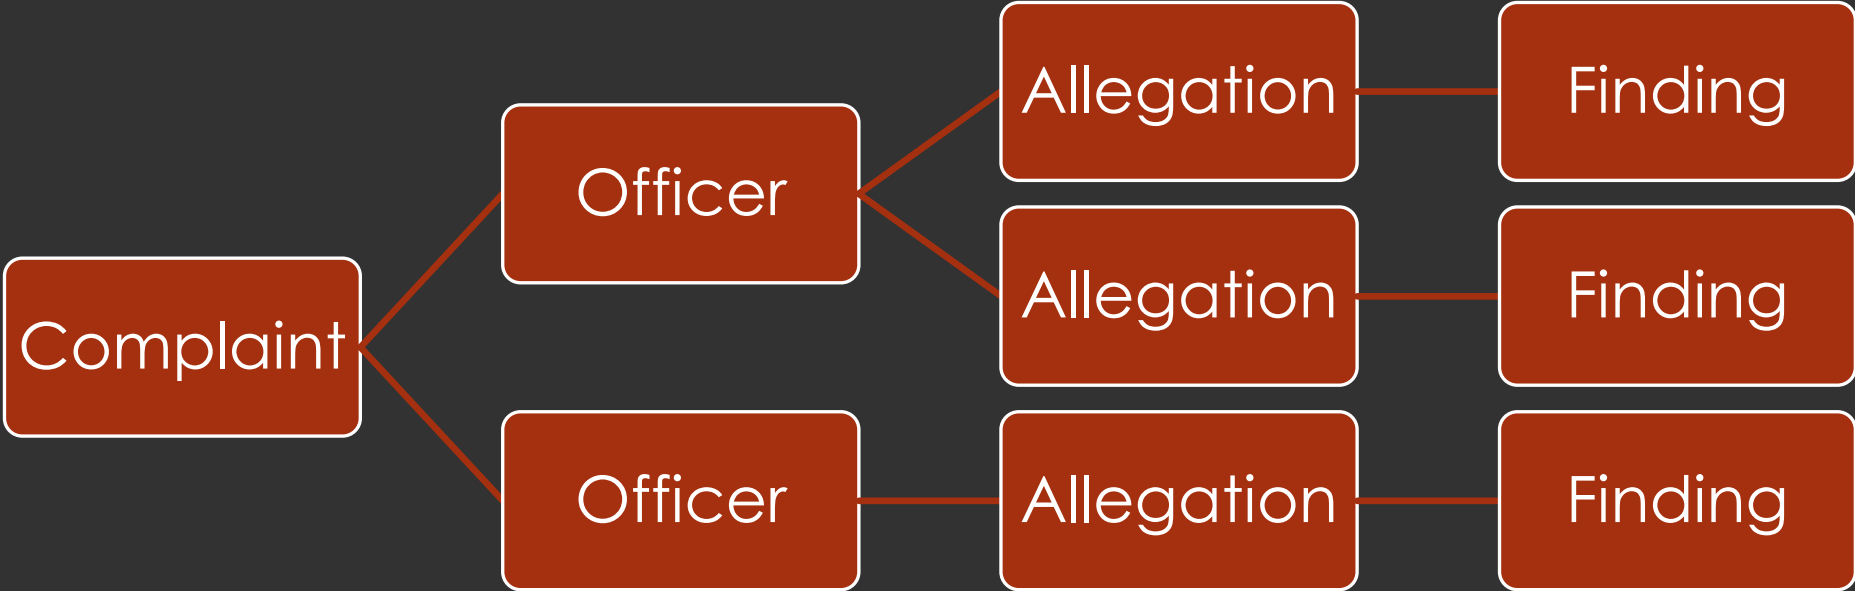 Complaint
Officer
Allegation
Finding
Allegation
Finding
Officer
Allegation
Finding